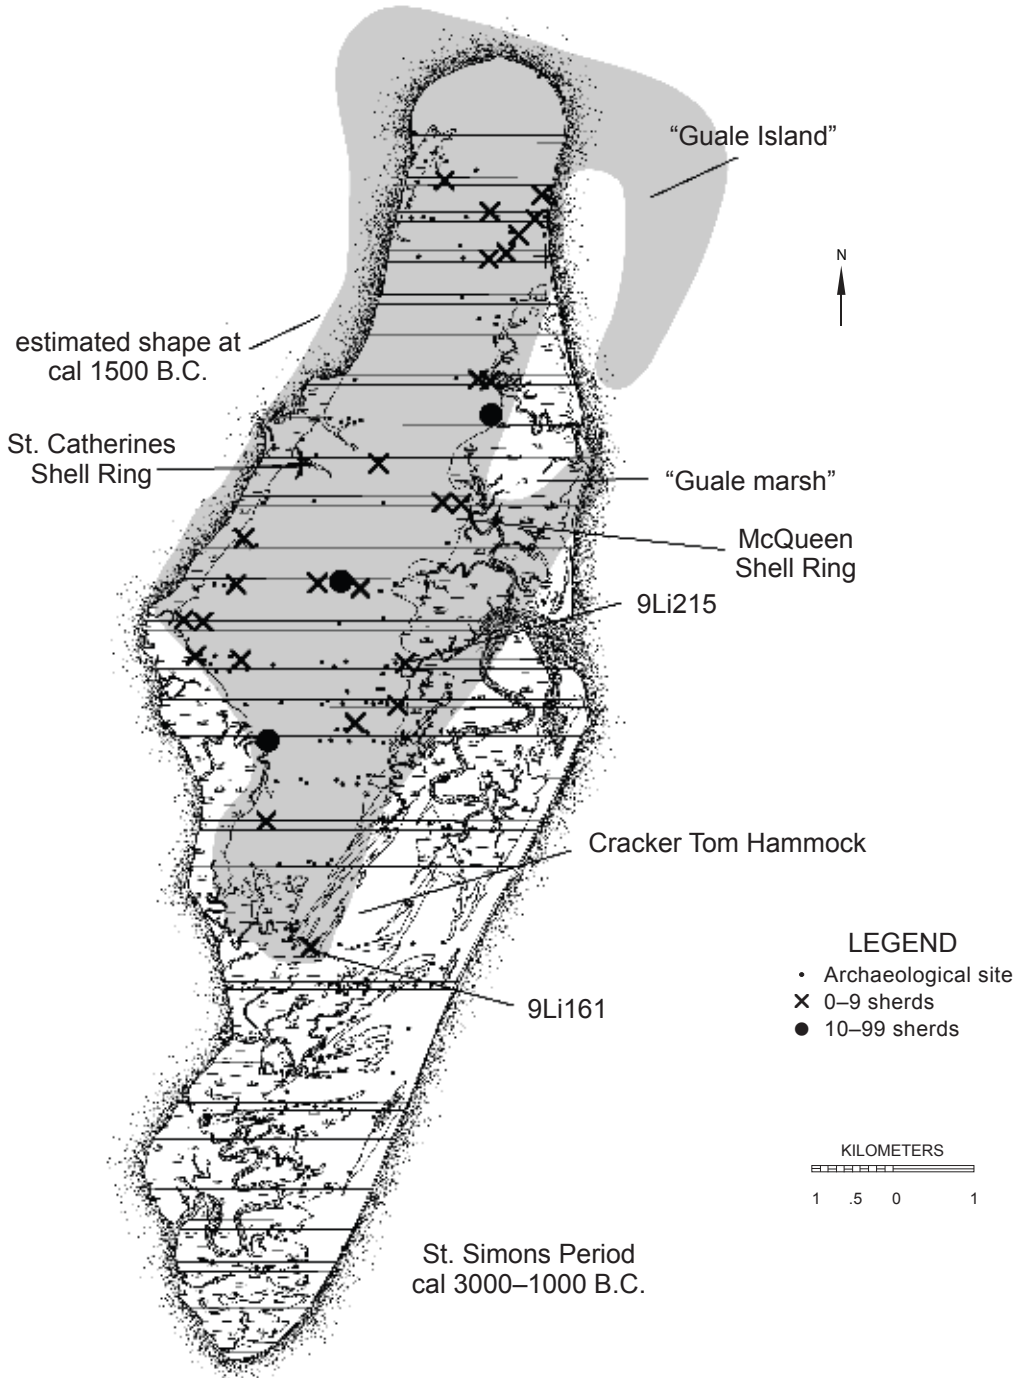 “Guale Island”
N
estimated shape at
cal 1500 B.C.
St. Catherines
Shell Ring
“Guale marsh”
McQueen
Shell Ring
9Li215
Cracker Tom Hammock
9Li161
LEGEND
Archaeological site
0–9 sherds
10–99 sherds
KILOMETERS
1 .5 0 1
St. Simons Period
cal 3000–1000 B.C.